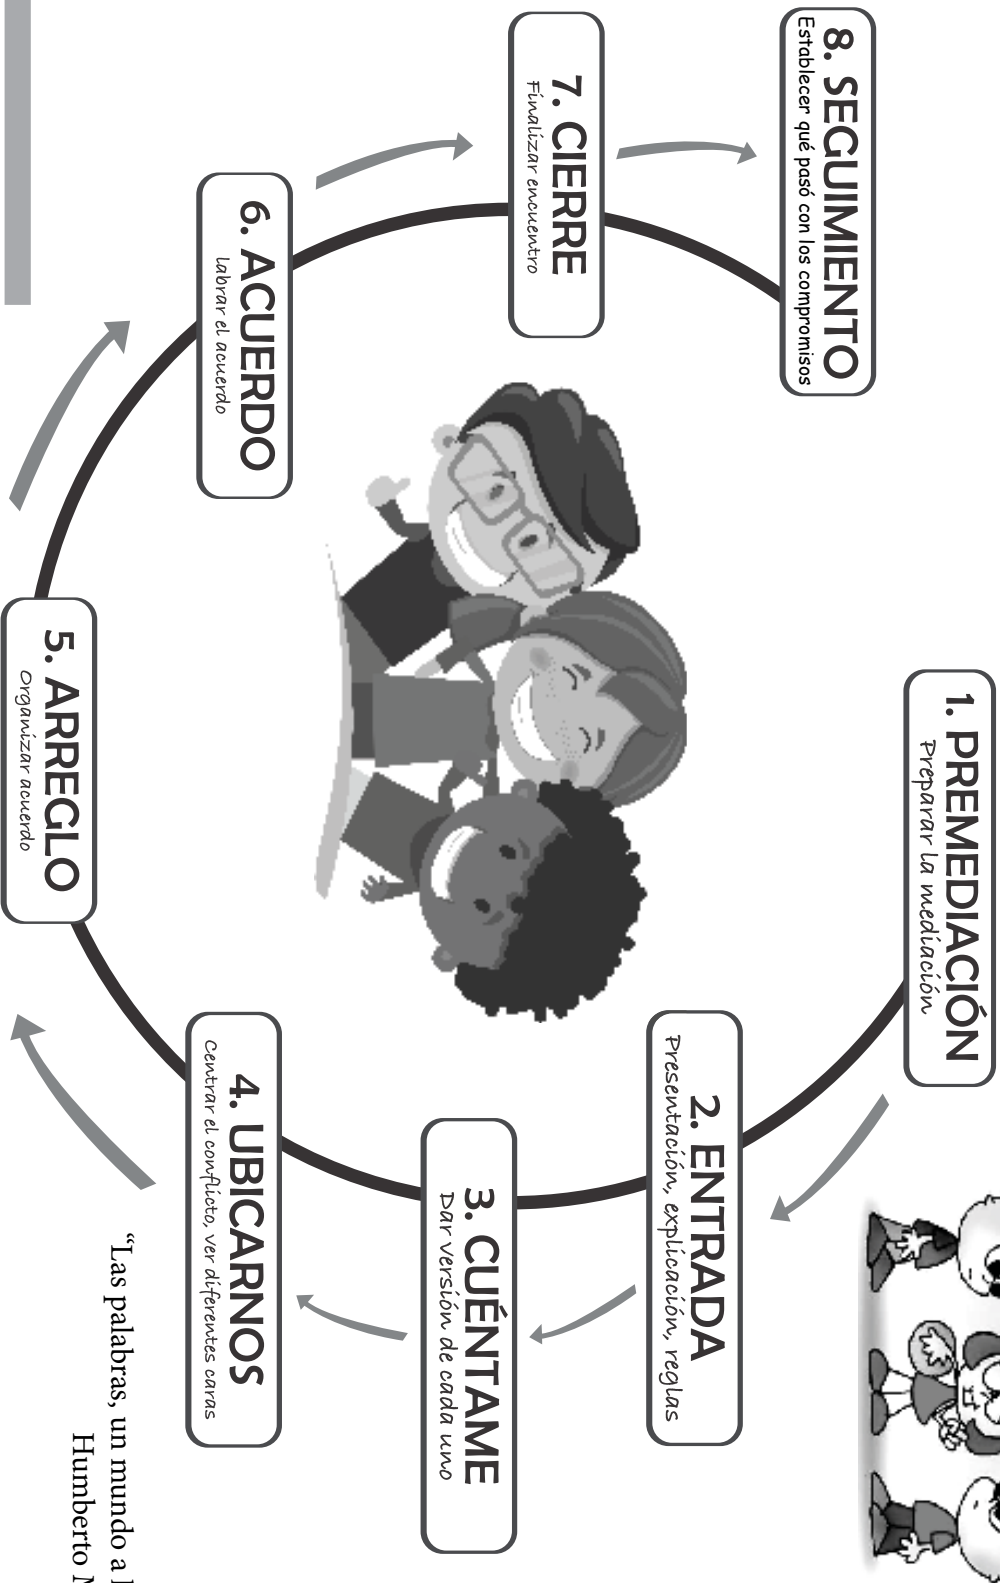 1. PREMEDIACIÓN
Preparar la mediación
2. ENTRADA
Presentación, explicación, reglas
3. CUÉNTAME
Dar versión de cada uno
4. UBICARNOS
Centrar el conflicto, ver diferentes caras
5. ARREGLO
Organizar acuerdo
6. ACUERDO
labrar el acuerdo
7. CIERRE
Finalizar encuentro
8. SEGUIMIENTO
Establecer qué pasó con los compromisos
“Las palabras, un mundo a
Humberto